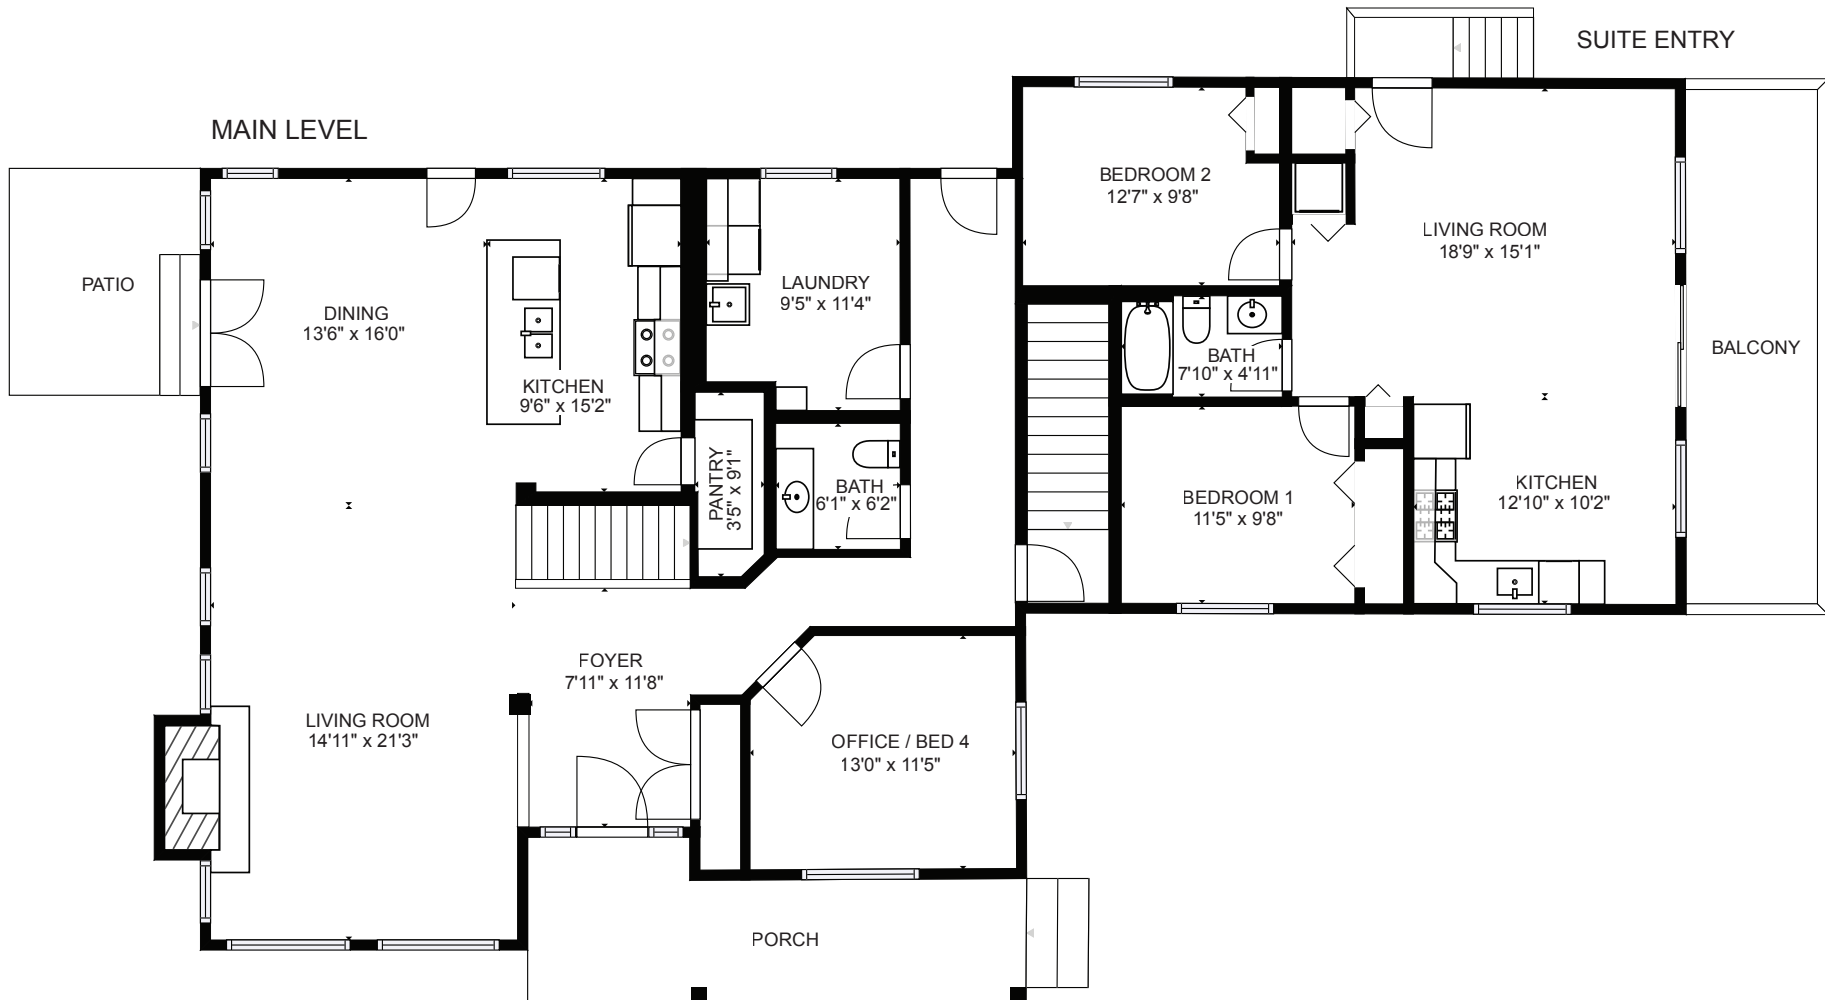 SUITE ENTRY
MAIN LEVEL
BEDROOM 2
12'7" x 9'8"
LIVING ROOM
18'9" x 15'1"
PATIO
LAUNDRY
9'5" x 11'4"
DINING
13'6" x 16'0"
BALCONY
BATH
7'10" x 4'11"
KITCHEN
9'6" x 15'2"
PANTRY
3'5" x 9'1"
BATH
6'1" x 6'2"
BEDROOM 1
11'5" x 9'8"
KITCHEN
12'10" x 10'2"
FOYER
7'11" x 11'8"
LIVING ROOM
14'11" x 21'3"
OFFICE / BED 4
13'0" x 11'5"
PORCH